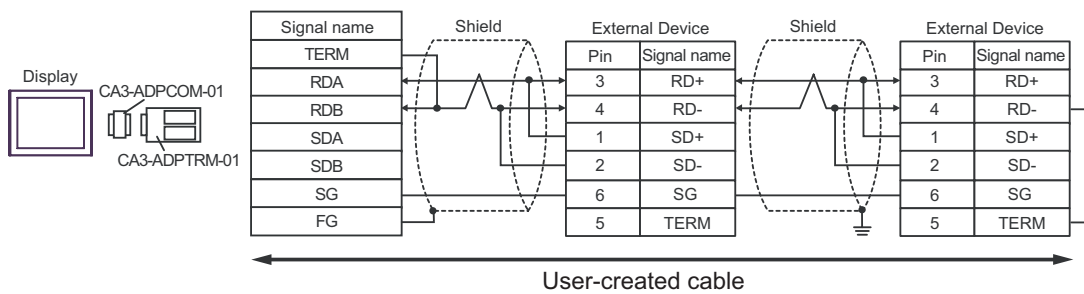 Display
CA3-ADPCOM-01
CA3-ADPTRM-01
Signal name
TERM
RDA
RDB
SDA
SDB
SG
FG
Shield
External Device
Pin Signal name
3 RD+
4 RD-
1 SD+
2 SD-
6 SG
5 TERM
Shield
External Device
Pin Signal name
3 RD+
4 RD-
1 SD+
2 SD-
6 SG
5 TERM
User-created cable